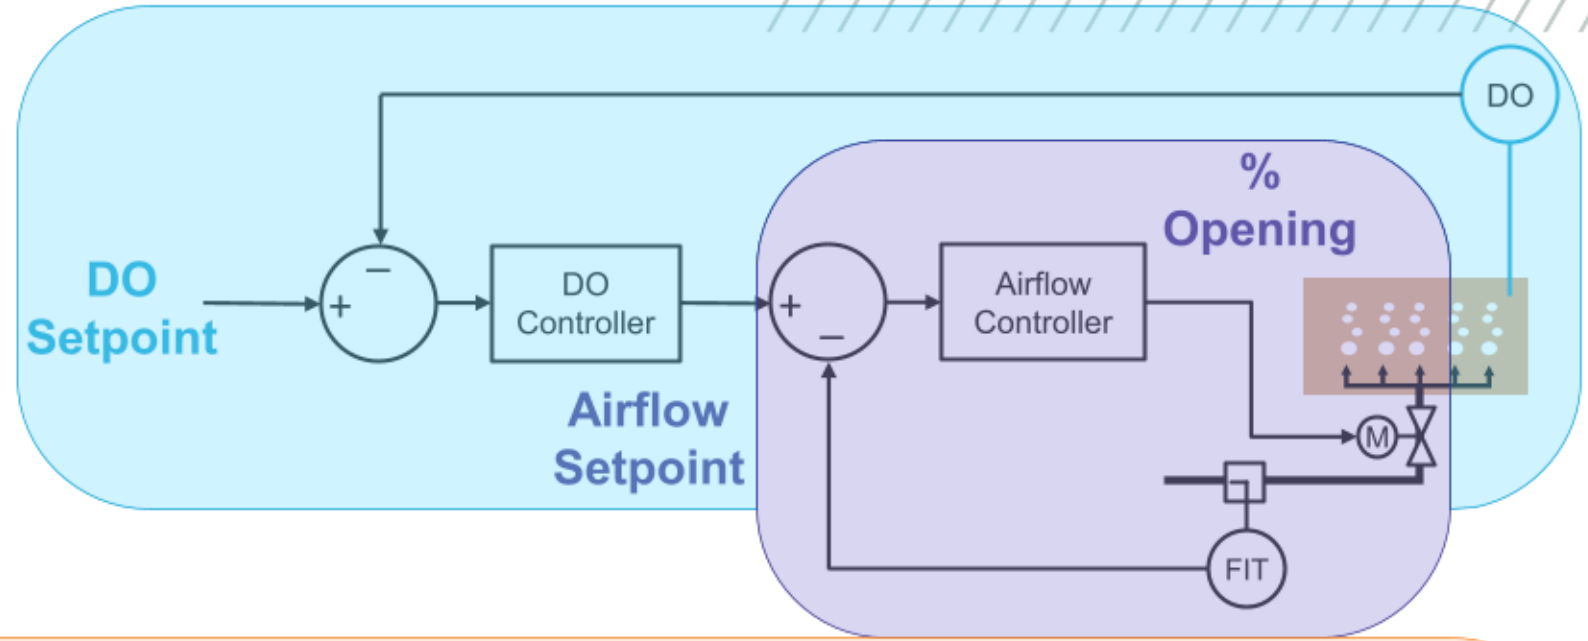 DO
%
Opening
DO
Setpoint
−
+
DO
Controller
+
−
Airflow
Controller
Airflow
Setpoint
M
FIT